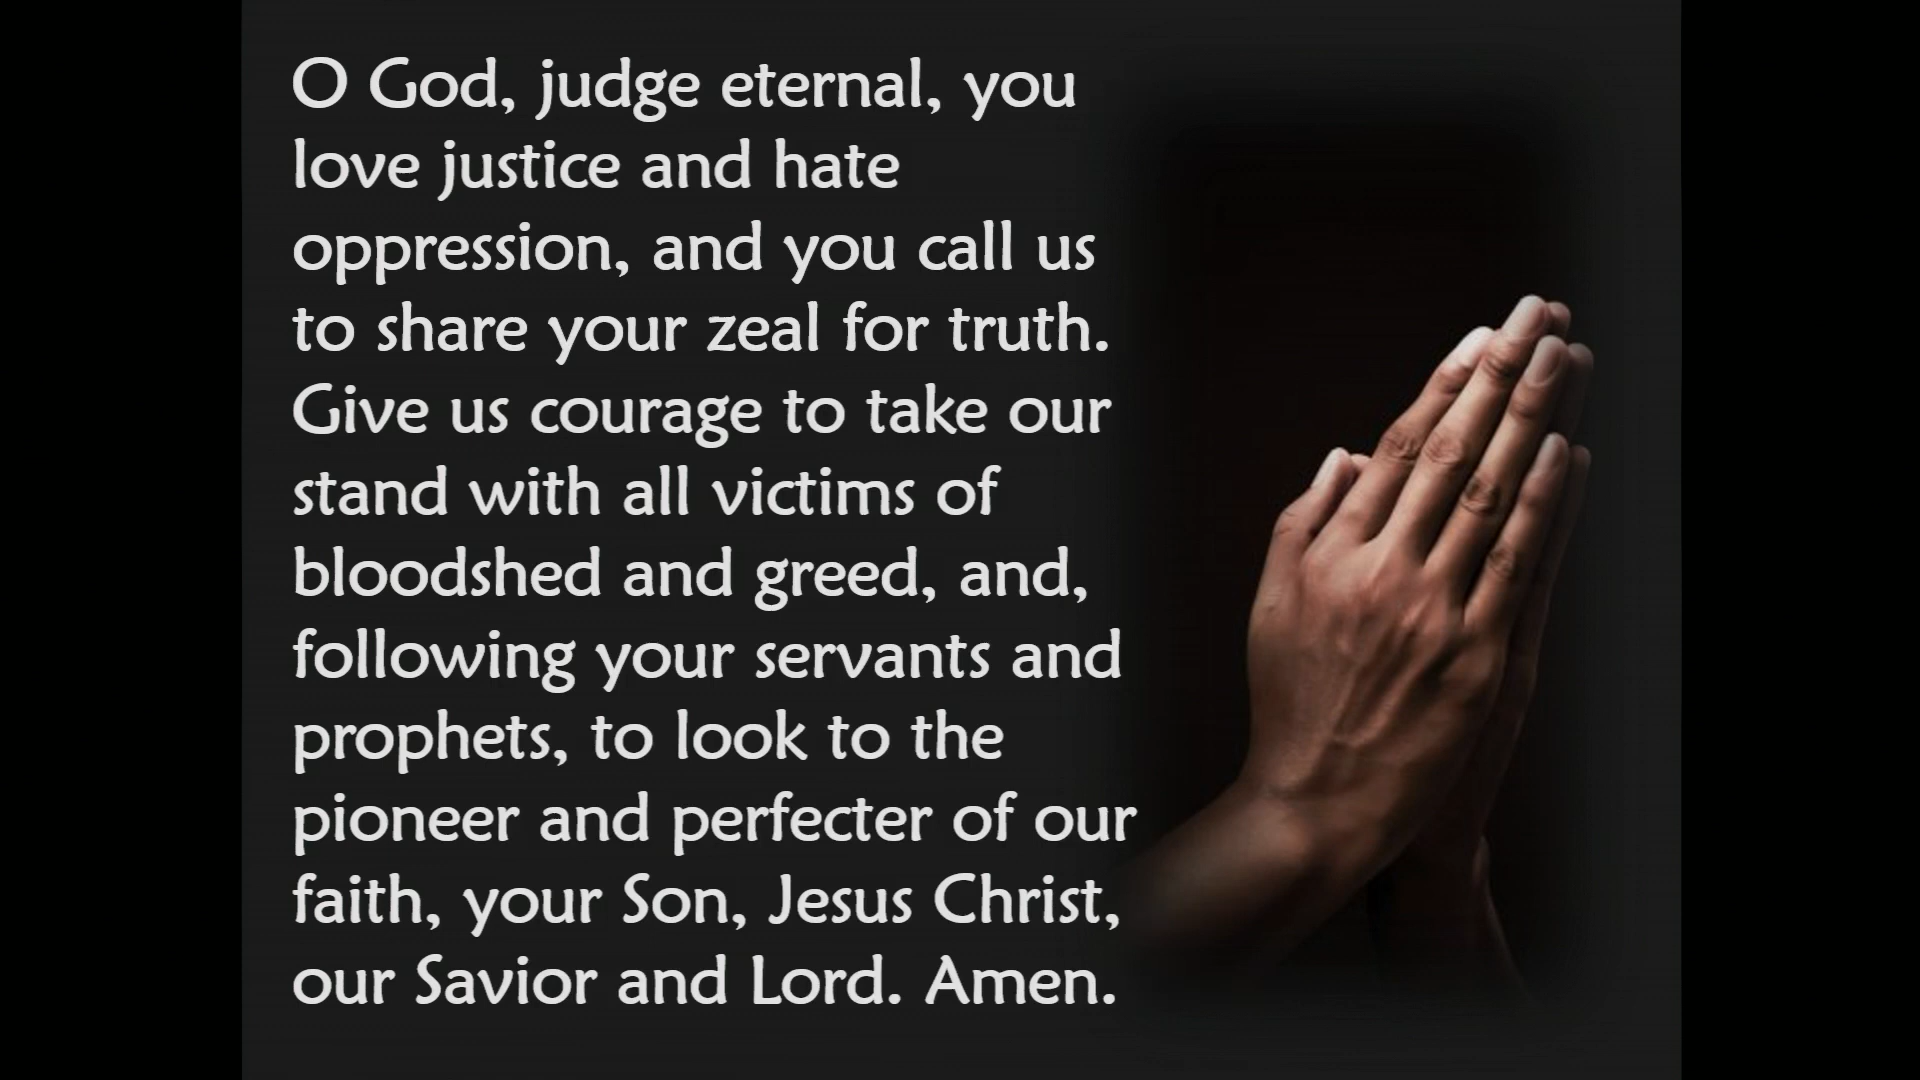 O God, judge eternal, you
love justice and hate
oppression, and you call us
to share your zeal for truth.
Give us courage to take our
stand with all victims of
bloodshed and greed, and,
following your servants and
prophets, to look to the
pioneer and perfecter of our
faith, your Son, Jesus Christ,
our Savior and Lord. Amen.